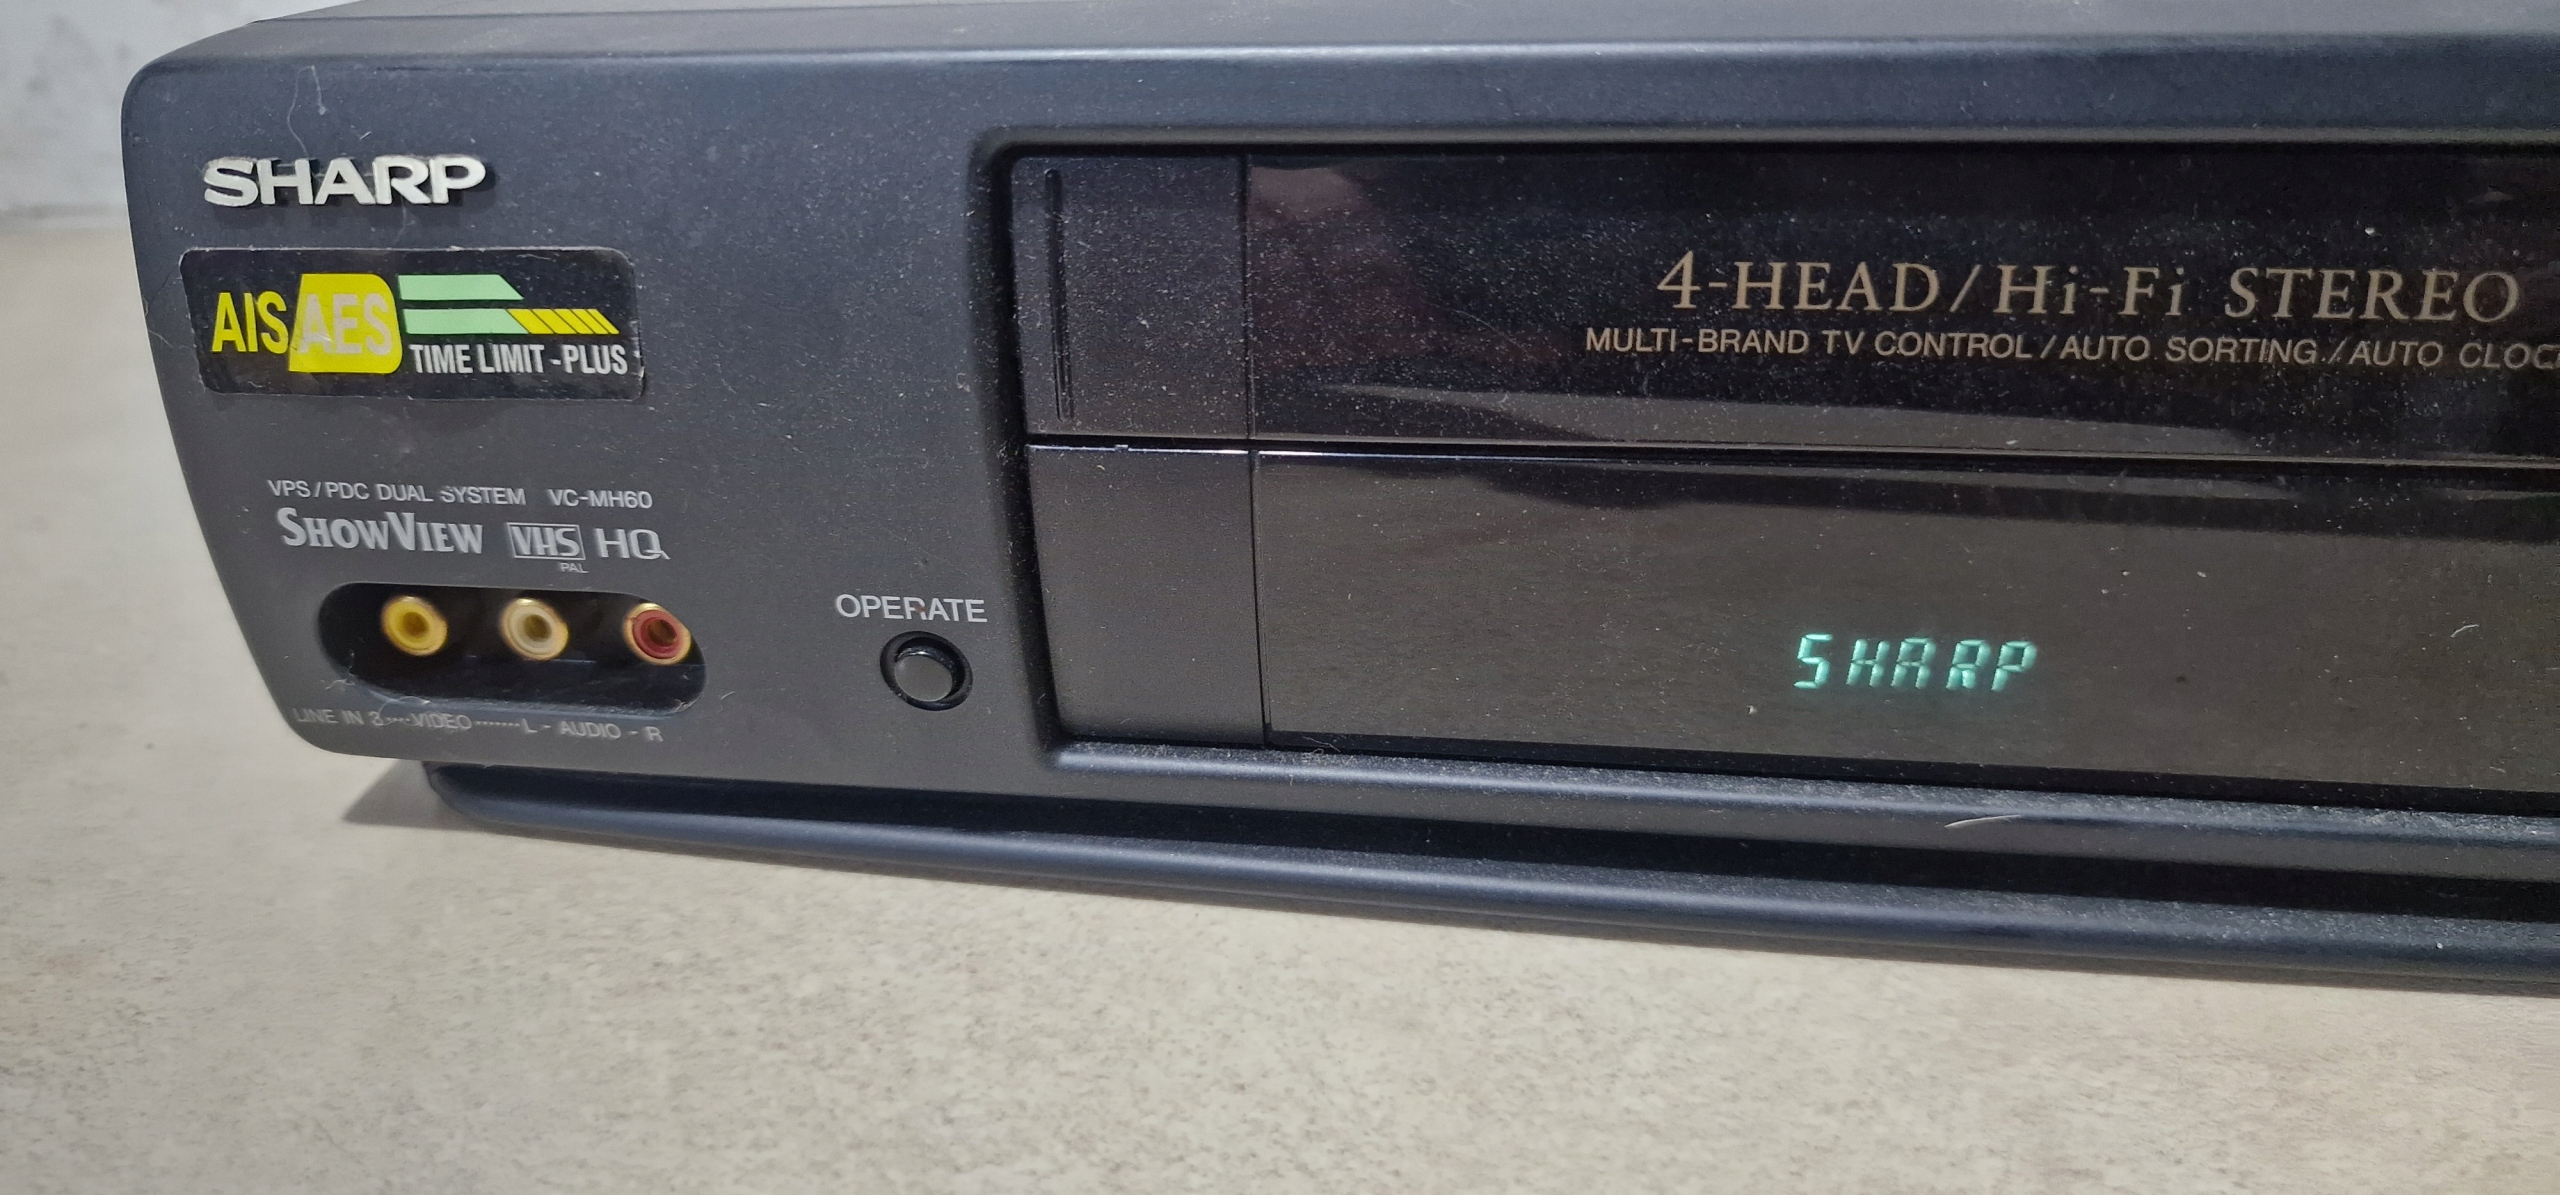 SHARP
AIS/AES
TIME LIMIT-PLUS
VPS/PDC DUAL SYSTEM VC-MH60
SHOWVIEW VHS HQ
PAL
LINE IN 3····VIDEO·······L - AUDIO - R
OPERATE
4-HEAD/Hi-Fi STEREO
MULTI-BRAND TV CONTROL/AUTO SORTING/AUTO CLOC
SHARP